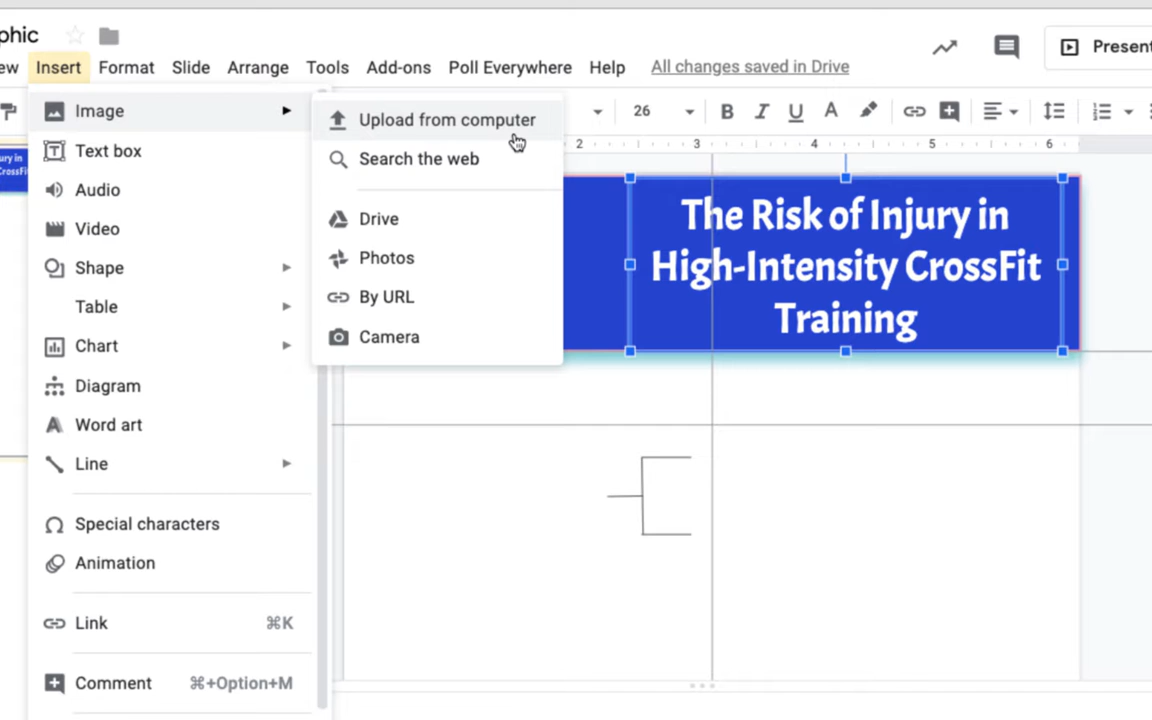 phic
ew Insert Format Slide Arrange Tools Add-ons Poll Everywhere Help All changes saved in Drive
Present
26
Image
Text box
Audio
Video
Shape
Table
Chart
Diagram
Word art
Line
Special characters
Animation
Link ⌘K
Comment ⌘+Option+M
Upload from computer
Search the web
Drive
Photos
By URL
Camera
2 3 4 5 6
The Risk of Injury in
High-Intensity CrossFit
Training
ury in
ossFit